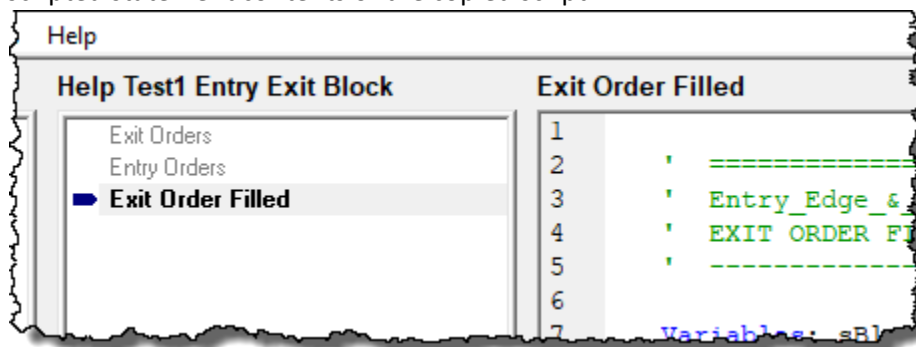 Help
Help Test1 Entry Exit Block
Exit Order Filled
Exit Orders
Entry Orders
Exit Order Filled
1
2 ' =============
3 ' Entry_Edge_&
4 ' EXIT ORDER
5 ' -------------
6
7 Variables: